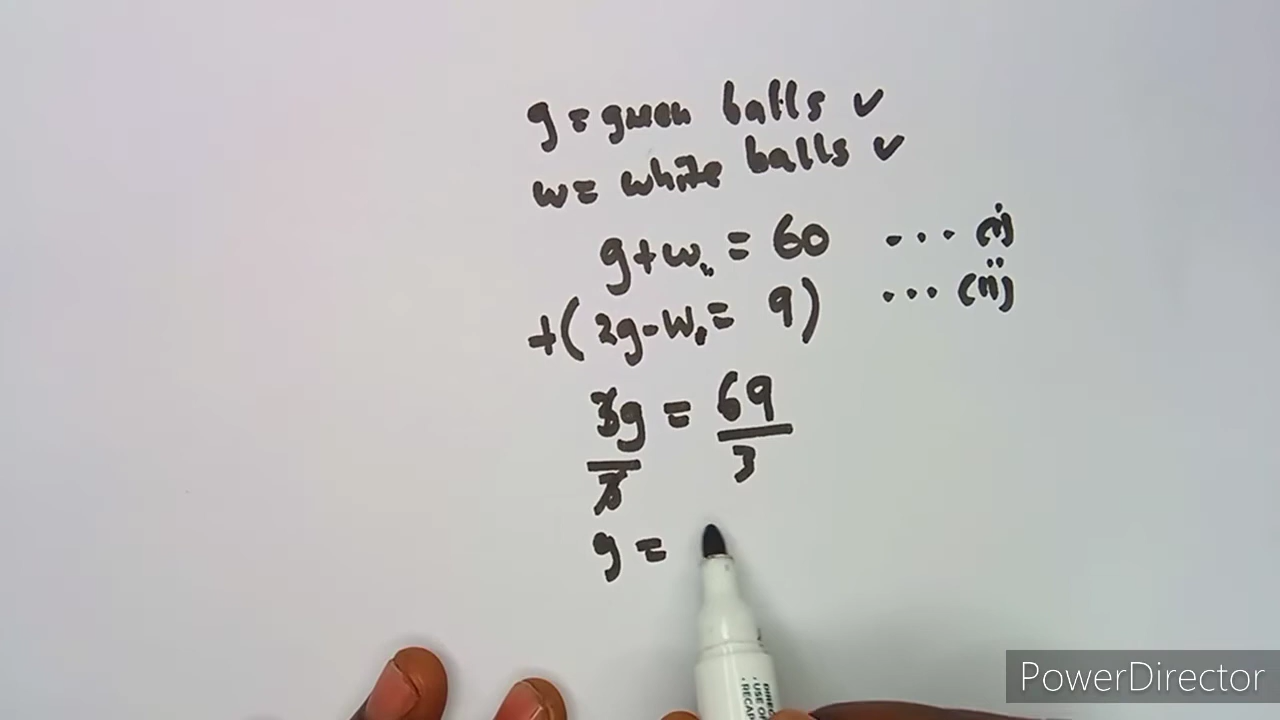 g = green balls ✓
w = white balls ✓
g+w = 60 ... (i)
+(2g-w = 9) ... (ii)
3g = 69
3 3
g =
PowerDirector